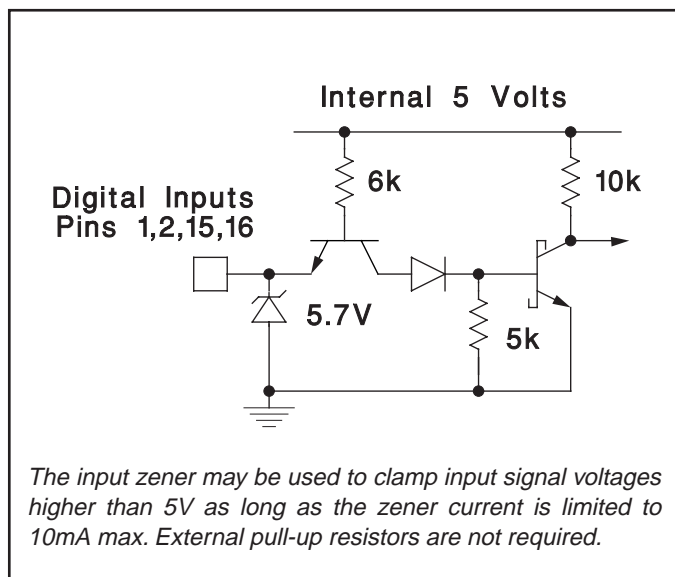 Internal 5 Volts
6k
10k
Digital Inputs
Pins 1,2,15,16
5.7V
5k
The input zener may be used to clamp input signal voltages
higher than 5V as long as the zener current is limited to
10mA max. External pull-up resistors are not required.